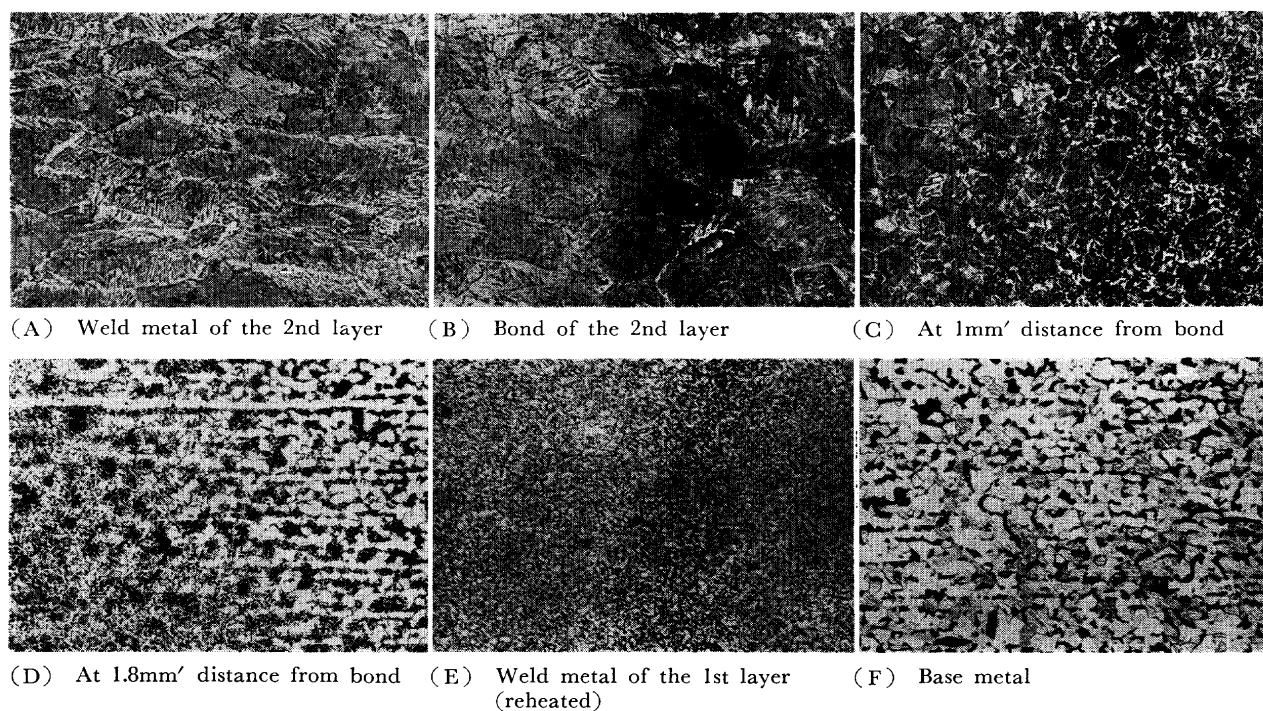 (A) Weld metal of the 2nd layer
(B) Bond of the 2nd layer
(C) At 1mm′ distance from bond
(D) At 1.8mm′ distance from bond
(E) Weld metal of the 1st layer
(reheated)
(F) Base metal